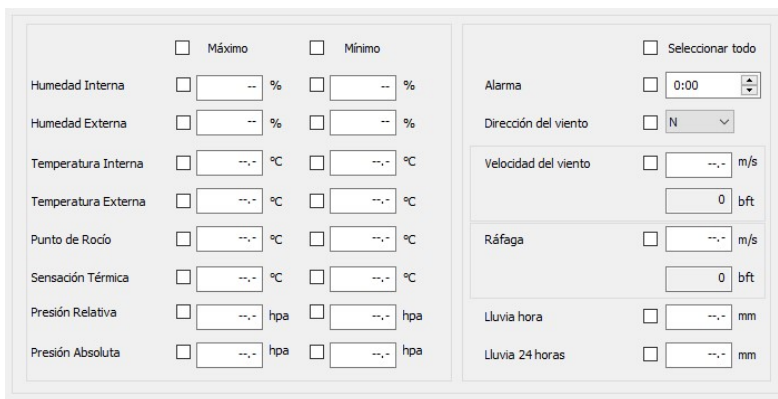 Máximo Mínimo
Humedad Interna -- % -- %
Humedad Externa -- % -- %
Temperatura Interna --.- ºC --.- ºC
Temperatura Externa --.- ºC --.- ºC
Punto de Rocío --.- ºC --.- ºC
Sensación Térmica --.- ºC --.- ºC
Presión Relativa --.- hpa --.- hpa
Presión Absoluta --.- hpa --.- hpa
Seleccionar todo
Alarma 0:00
Dirección del viento N
Velocidad del viento --.- m/s
0 bft
Ráfaga --.- m/s
0 bft
Lluvia hora --.- mm
Lluvia 24 horas --.- mm